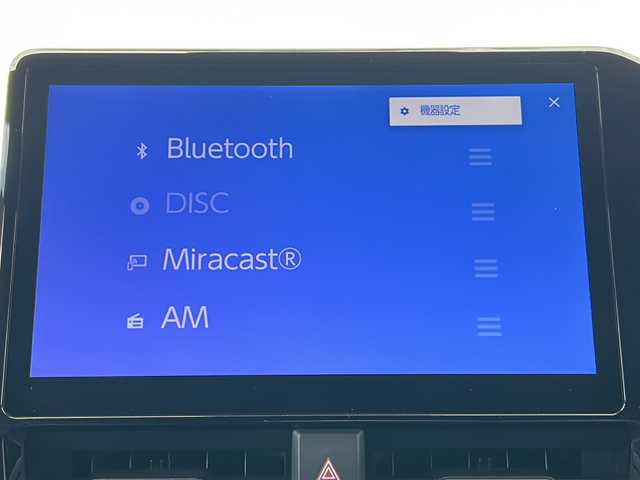 機器設定
Bluetooth
DISC
Miracast®
AM